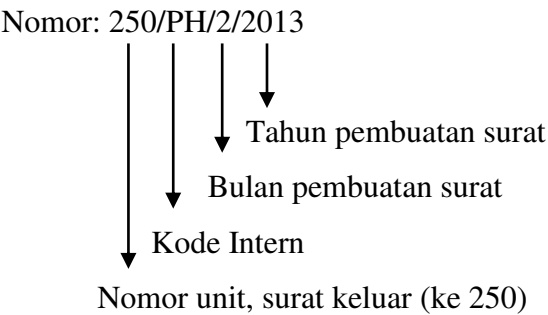 Nomor: 250/PH/2/2013
Tahun pembuatan surat
Bulan pembuatan surat
Kode Intern
Nomor unit, surat keluar (ke 250)